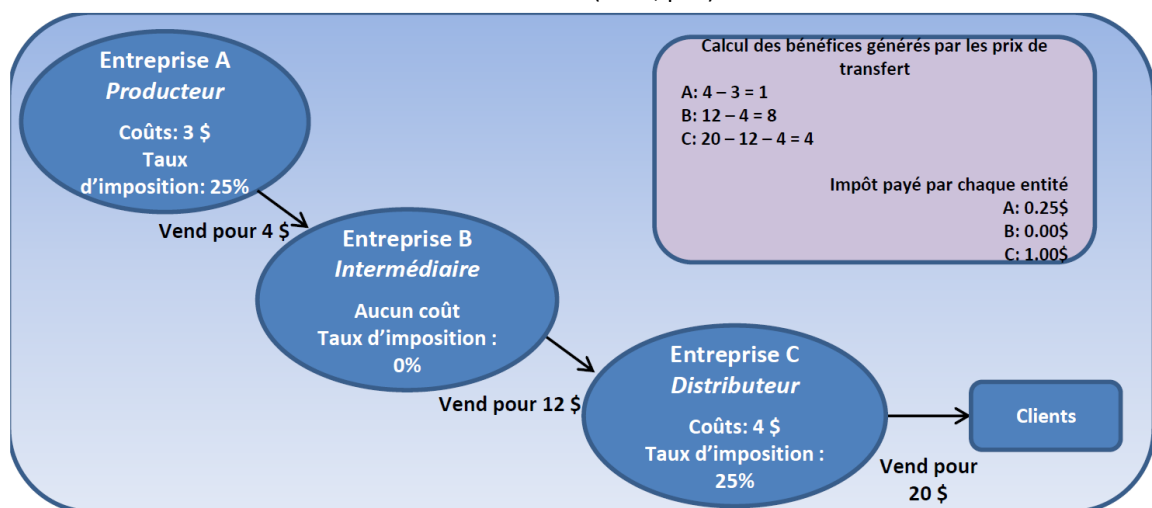 Entreprise A
Producteur
Coûts: 3 $
Taux
d’imposition: 25%
Vend pour 4 $
Entreprise B
Intermédiaire
Aucun coût
Taux d’imposition :
0%
Vend pour 12 $
Entreprise C
Distributeur
Coûts: 4 $
Taux d’imposition :
25%
Vend pour
20 $
Clients
Calcul des bénéfices générés par les prix de
transfert
A: 4 – 3 = 1
B: 12 – 4 = 8
C: 20 – 12 – 4 = 4
Impôt payé par chaque entité
A: 0.25$
B: 0.00$
C: 1.00$